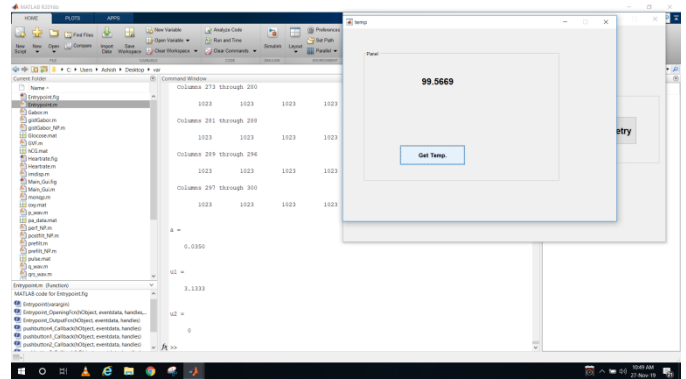 MATLAB R2016a
HOME PLOTS APPS
New Script
New
Open
Find Files
Compare
Import Data
Save Workspace
New Variable
Open Variable
Clear Workspace
Analyze Code
Run and Time
Clear Commands
Simulink
Layout
Preferences
Set Path
Parallel
C: Users Ashish Desktop var
Current Folder
Name
Entrypoint.fig
Entrypoint.m
Gabor.m
gistGabor.m
gistGabor_NP.m
Glocose.mat
GVF.m
hCG.mat
Heartrate.fig
Heartrate.m
imdisp.m
Main_Gui.fig
Main_Gui.m
oxy.mat
p_wav.m
pa_data.mat
perf_NP.m
postfilt_NP.m
prefilt.m
prefilt_NP.m
pulse.mat
q_wav.m
qrs_wav.m
Entrypoint.m (Function)
MATLAB code for Entrypoint.fig
Entrypoint(varargin)
Entrypoint_OpeningFcn(hObject, eventdata, handles,...
Entrypoint_OutputFcn(hObject, eventdata, handles)
pushbutton4_Callback(hObject, eventdata, handles)
pushbutton1_Callback(hObject, eventdata, handles)
pushbutton2_Callback(hObject, eventdata, handles)
Command Window
Columns 273 through 280
1023 1023 1023 1023
Columns 281 through 288
1023 1023 1023 1023
Columns 289 through 296
1023 1023 1023 1023
Columns 297 through 300
1023 1023 1023 1023
a =
0.0350
u1 =
3.1333
u2 =
0
fx >>
temp
Panel
99.5669
Get Temp.
etry
10:49 AM
27-Nov-19